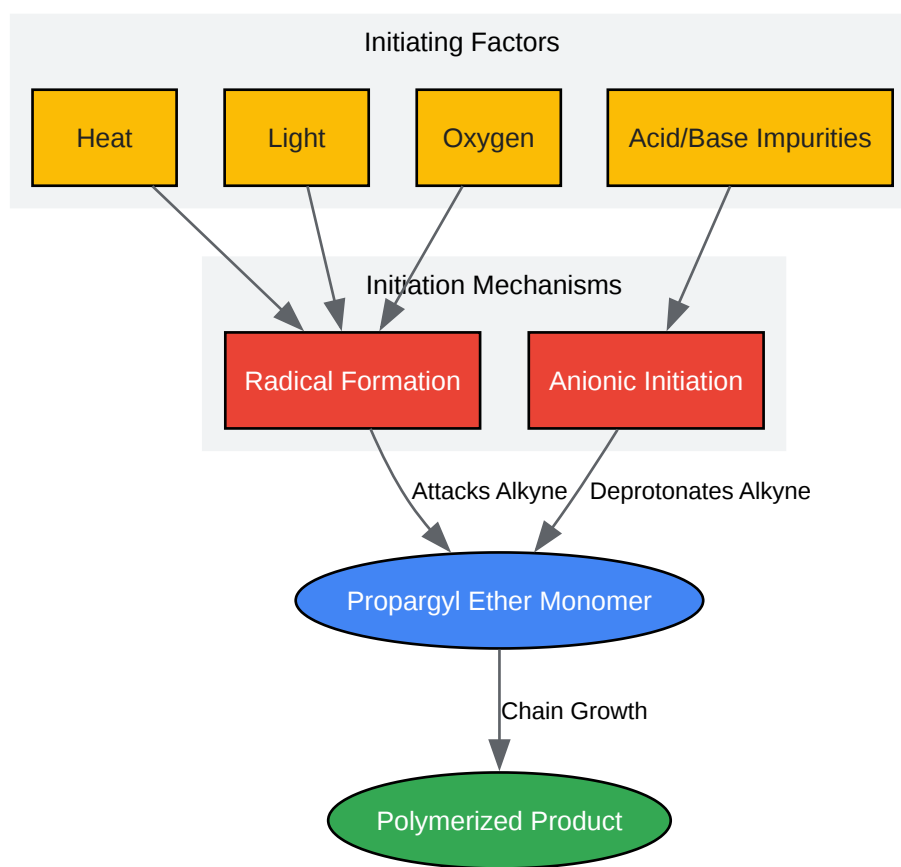 Initiating Factors
Heat
Light
Oxygen
Acid/Base Impurities
Initiation Mechanisms
Radical Formation
Anionic Initiation
Attacks Alkyne
Deprotonates Alkyne
Propargyl Ether Monomer
Chain Growth
Polymerized Product